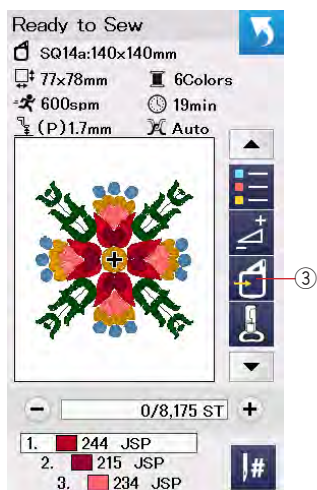 Ready to Sew
SQ14a:140x140mm
77x78mm 6Colors
600spm 19min
(P)1.7mm Auto
3
0/8,175 ST
1. 244 JSP
2. 215 JSP
3. 234 JSP
#